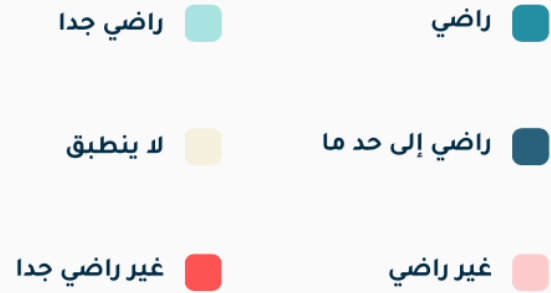 راضي
راضي جدا
راضي إلى حد ما
لا ينطبق
غير راضي
غير راضي جدا